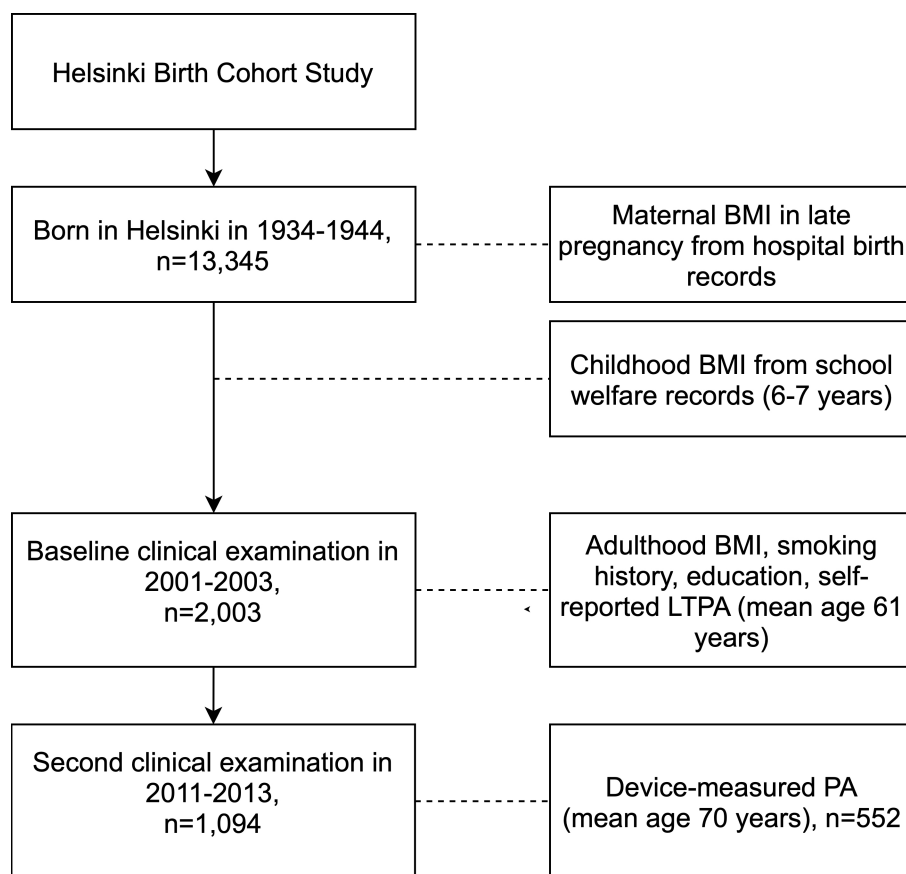 Helsinki Birth Cohort Study
Born in Helsinki in 1934-1944,
n=13,345
Maternal BMI in late
pregnancy from hospital birth
records
Childhood BMI from school
welfare records (6-7 years)
Baseline clinical examination in
2001-2003,
n=2,003
Adulthood BMI, smoking
history, education, self-
reported LTPA (mean age 61
years)
Second clinical examination in
2011-2013,
n=1,094
Device-measured PA
(mean age 70 years), n=552